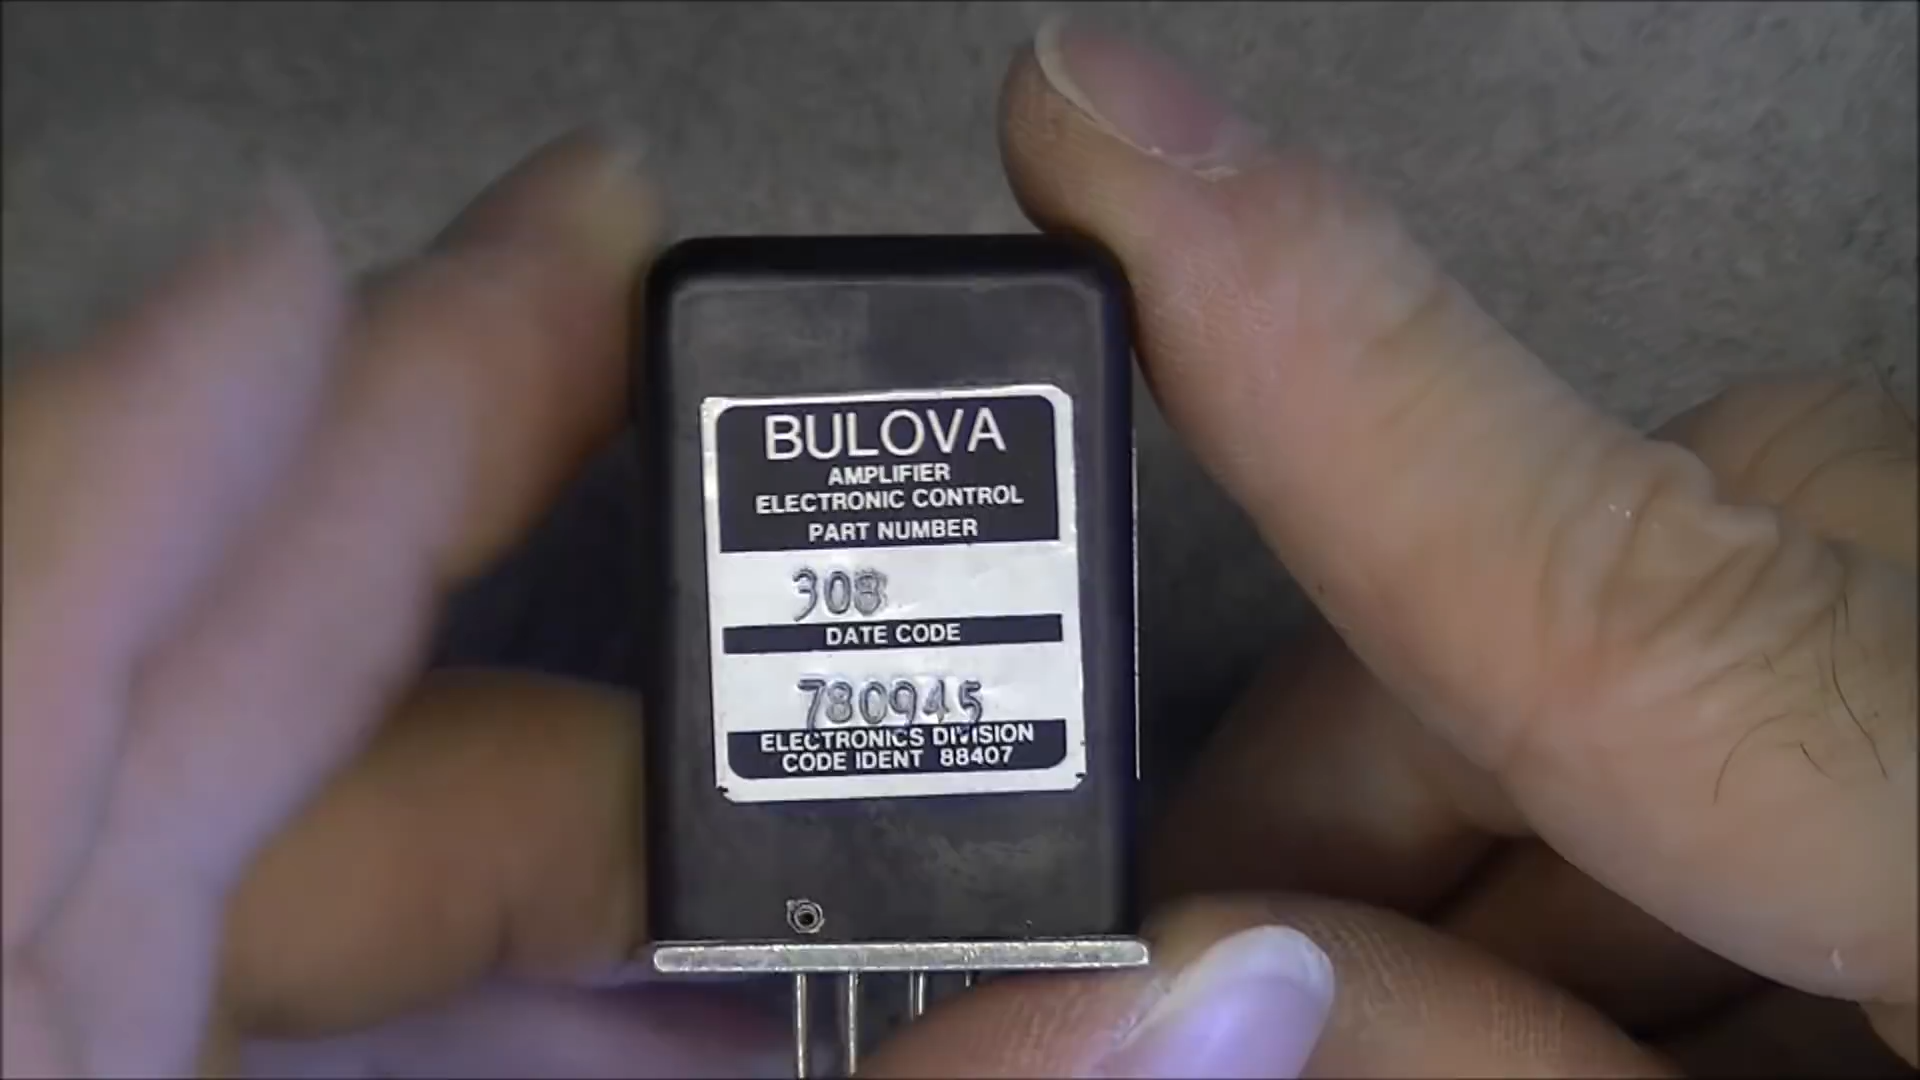 BULOVA
AMPLIFIER
ELECTRONIC CONTROL
PART NUMBER
308
DATE CODE
780945
ELECTRONICS DIVISION
CODE IDENT 88407